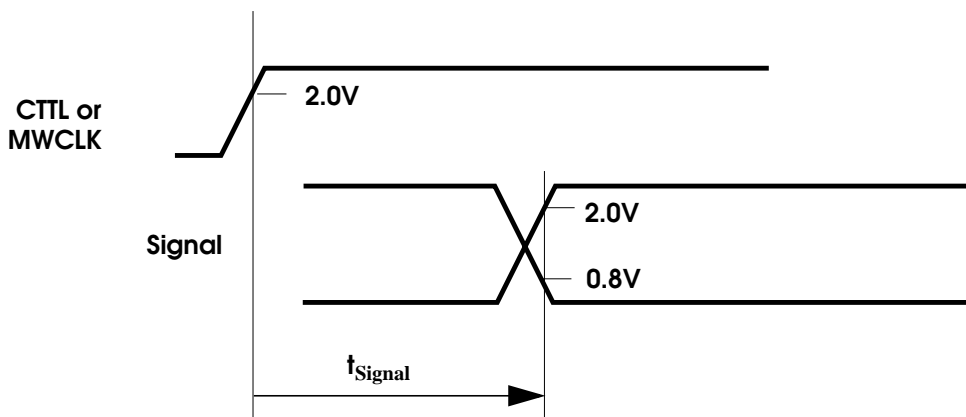 CTTL or
MWCLK
2.0V
Signal
2.0V
0.8V
tSignal